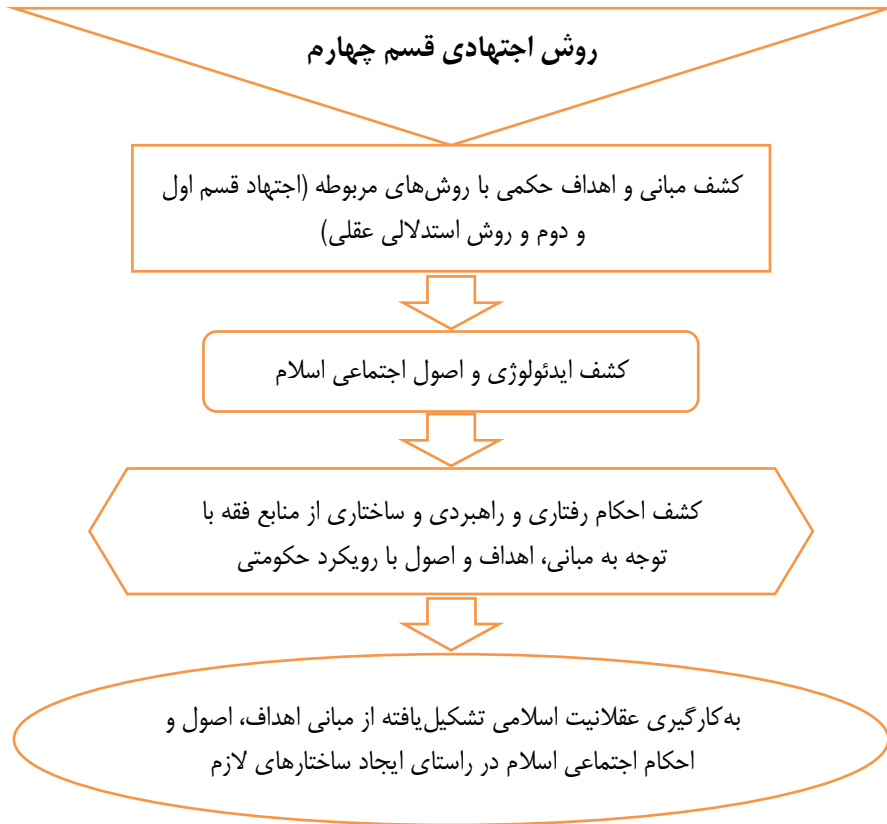 روش اجتهادی قسم چهارم
کشف مبانی و اهداف حکمی با روش‌های مربوطه (اجتهاد قسم اول
و دوم و روش استدلالی عقلی)
کشف ایدئولوژی و اصول اجتماعی اسلام
کشف احکام رفتاری و راهبردی و ساختاری از منابع فقه با
توجه به مبانی، اهداف و اصول با رویکرد حکومتی
به‌کارگیری عقلانیت اسلامی تشکیل‌یافته از مبانی اهداف، اصول و
احکام اجتماعی اسلام در راستای ایجاد ساختارهای لازم